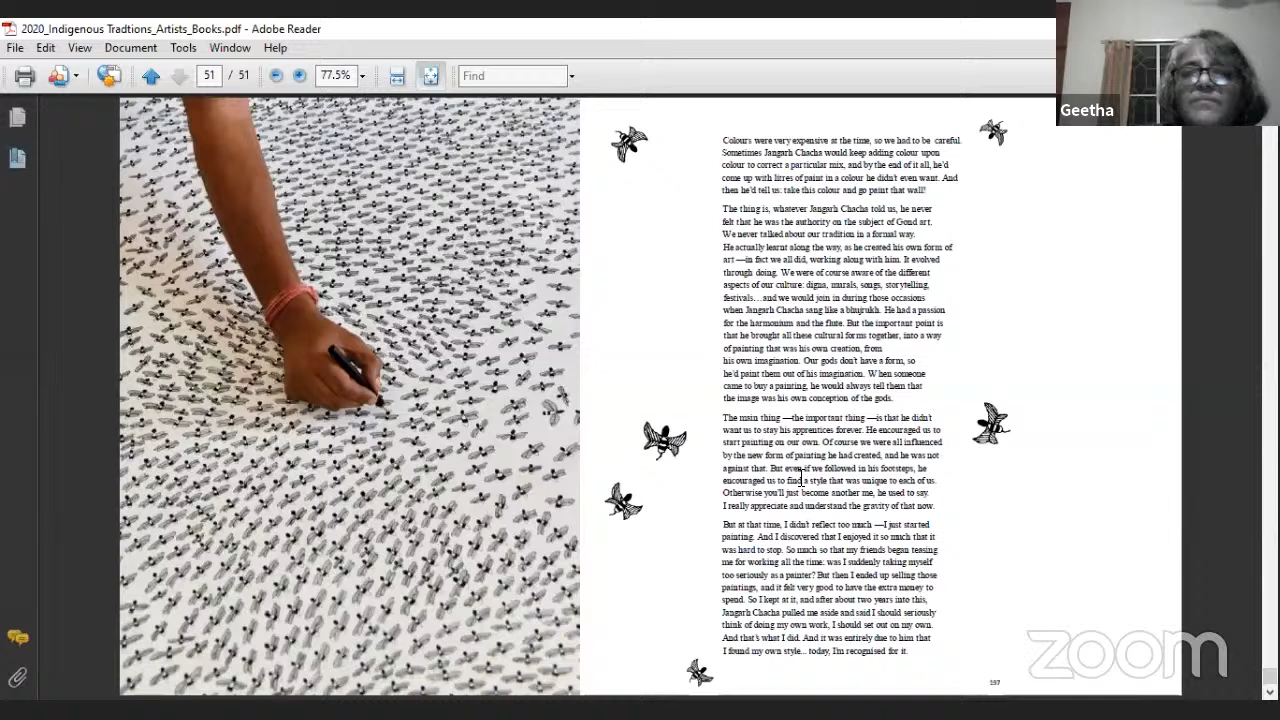 2020_Indigenous Tradtions_Artists_Books.pdf - Adobe Reader
File Edit View Document Tools Window Help
51 / 51 77.5% Find
Geetha
Colours were very expensive at the time, so we had to be careful.
Sometimes Jangarh Chacha would keep adding colour upon
colour to correct a particular mix, and by the end of it all, he'd
come up with litres of paint in a colour he didn't even want. And
then he'd tell us: take this colour and go paint that wall!
The thing is, whatever Jangarh Chacha told us, he never
felt that he was the authority on the subject of Gond art.
We never talked about our tradition in a formal way.
He actually learnt along the way, as he created his own form of
art —in fact we all did, working along with him. It evolved
through doing. We were of course aware of the different
aspects of our culture: digna, murals, songs, storytelling,
festivals…and we would join in during those occasions
when Jangarh Chacha sang like a bhujrukh. He had a passion
for the harmonium and the flute. But the important point is
that he brought all these cultural forms together, into a way
of painting that was his own creation, from
his own imagination. Our gods don't have a form, so
he'd paint them out of his imagination. W hen someone
came to buy a painting, he would always tell them that
the image was his own conception of the gods.
The main thing —the important thing —is that he didn't
want us to stay his apprentices forever. He encouraged us to
start painting on our own. Of course we were all influenced
by the new form of painting he had created, and he was not
against that. But even if we followed in his footsteps, he
encouraged us to find a style that was unique to each of us.
Otherwise you'll just become another me, he used to say.
I really appreciate and understand the gravity of that now.
But at that time, I didn't reflect too much —I just started
painting. And I discovered that I enjoyed it so much that it
was hard to stop. So much so that my friends began teasing
me for working all the time: was I suddenly taking myself
too seriously as a painter? But then I ended up selling those
paintings, and it felt very good to have the extra money to
spend. So I kept at it, and after about two years into this,
Jangarh Chacha pulled me aside and said I should seriously
think of doing my own work, I should set out on my own.
And that's what I did. And it was entirely due to him that
I found my own style... today, I'm recognised for it.
197
zoom